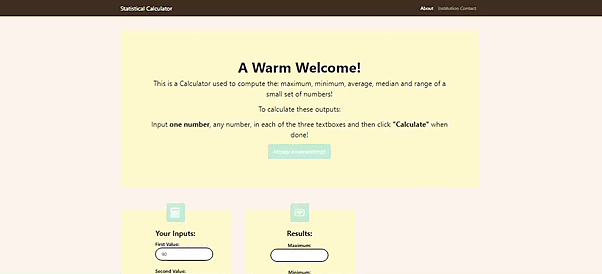 Statistical Calculator
About Institution Contact
A Warm Welcome!
This is a Calculator used to compute the: maximum, minimum, average, median and range of a
small set of numbers!
To calculate these outputs:
Input one number, any number, in each of the three textboxes and then click "Calculate" when
done!
Your Inputs:
First Value:
90
Second Value:
Results:
Maximum:
Minimum: